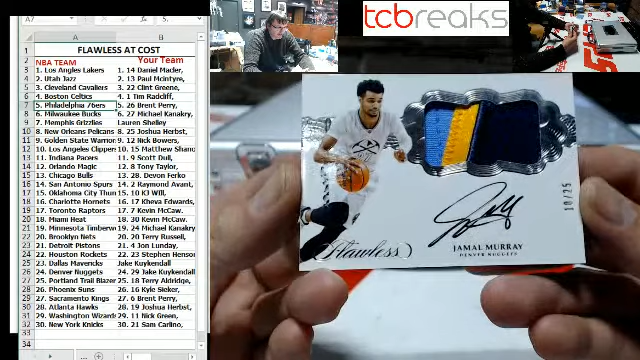 A7
5.
A
B
FLAWLESS AT COST
NBA TEAM Your Team
1. Los Angles Lakers 1. 14 Daniel Mader,
2. Utah Jazz 2. 13 Paul Mcintyre,
3. Cleveland Cavaliers 3. 22 Clint Greene,
4. Boston Celtics 4. 1 Tim Radcliff,
5. Philadelphia 76ers 5. 26 Brent Perry,
6. Milwaukee Bucks 6. 27 Michael Kanakry,
7. Memphis Grizzlies Lauren Shelley
10. New Orleans Pelicans 8. 25 Joshua Herbst,
9. Golden State Warrior 9. 12 Nick Bowers,
10. Los Angeles Clippers 10. 15 Matthew Shano
11. Indiana Pacers 11. 9 Scott Dull,
12. Orlando Magic 12. 8 Tony Taylor,
13. Chicago Bulls 13. 28 Devon Ferko
14. San Antonio Spurs 14. 2 Raymond Avant,
15. Oklahoma City Thun 15. 10 KJ Will,
16. Charlotte Hornets 16. 17 Kheva Edwards,
17. Toronto Raptors 17. 7 Kevin McCaw,
18. Miami Heat 18. 30 Kevin McCaw,
19. Minnesota Timberw 19. 24 Michael Kanakry
20. Brooklyn Nets 20. 20 Terry Russell,
21. Detroit Pistons 21. 4 Jon Lunday,
22. Houston Rockets 22. 23 Stephen Henson
23. Dallas Mavericks Jake Kuykendall
24. Denver Nuggets 24. 29 Jake Kuykendall
25. Portland Trail Blazer 25. 18 Terry Aldridge,
26. Phoenix Suns 26. 16 Kyle Sieker,
27. Sacramento Kings 27. 6 Brent Perry,
28. Atlanta Hawks 28. 19 Joshua Herbst
29. Washington Wizards 29. 11 Nick Green,
30. New York Knicks 30. 21 Sam Carlino,
tcbreaks
Flawless
JAMAL MURRAY
DENVER NUGGETS
18/25